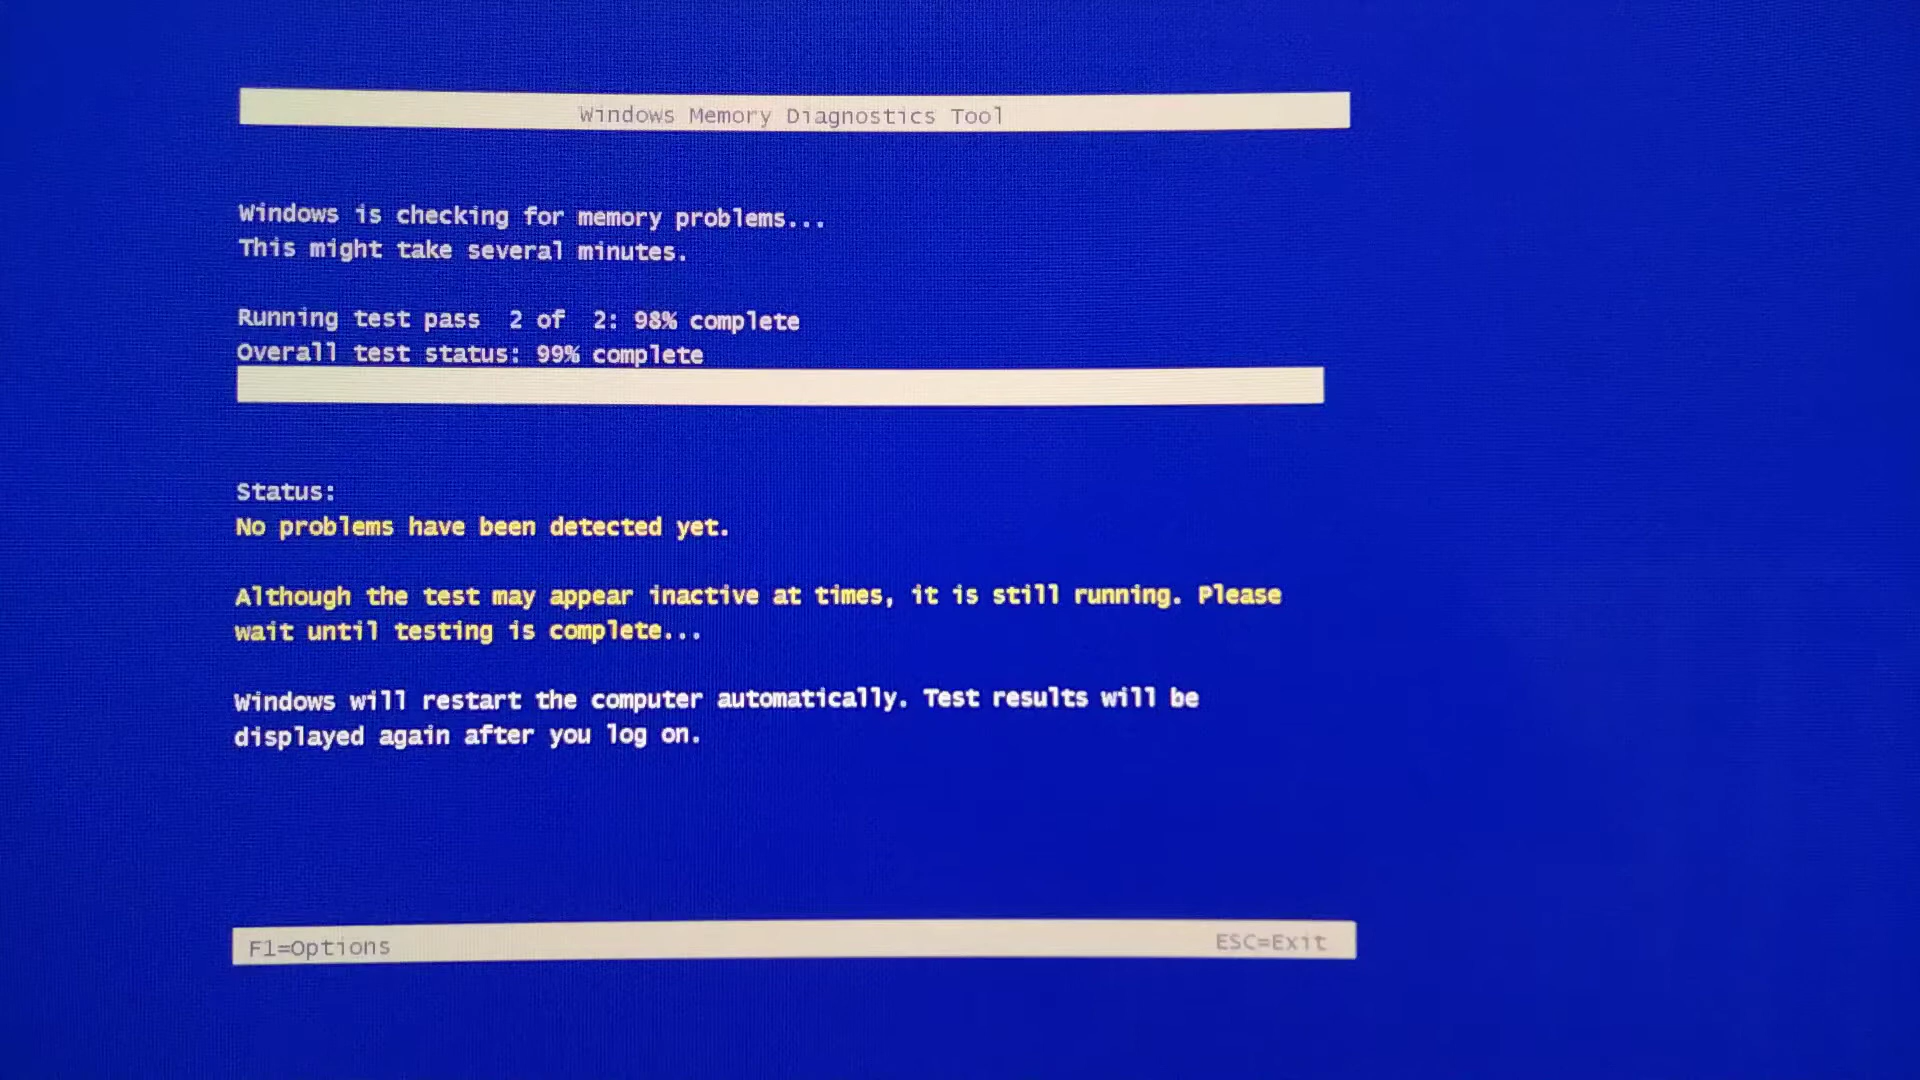 Windows Memory Diagnostics Tool
Windows is checking for memory problems...
This might take several minutes.
Running test pass  2 of  2: 98% complete
Overall test status: 99% complete
Status:
No problems have been detected yet.
Although the test may appear inactive at times, it is still running. Please
wait until testing is complete...
Windows will restart the computer automatically. Test results will be
displayed again after you log on.
F1=Options ESC=Exit